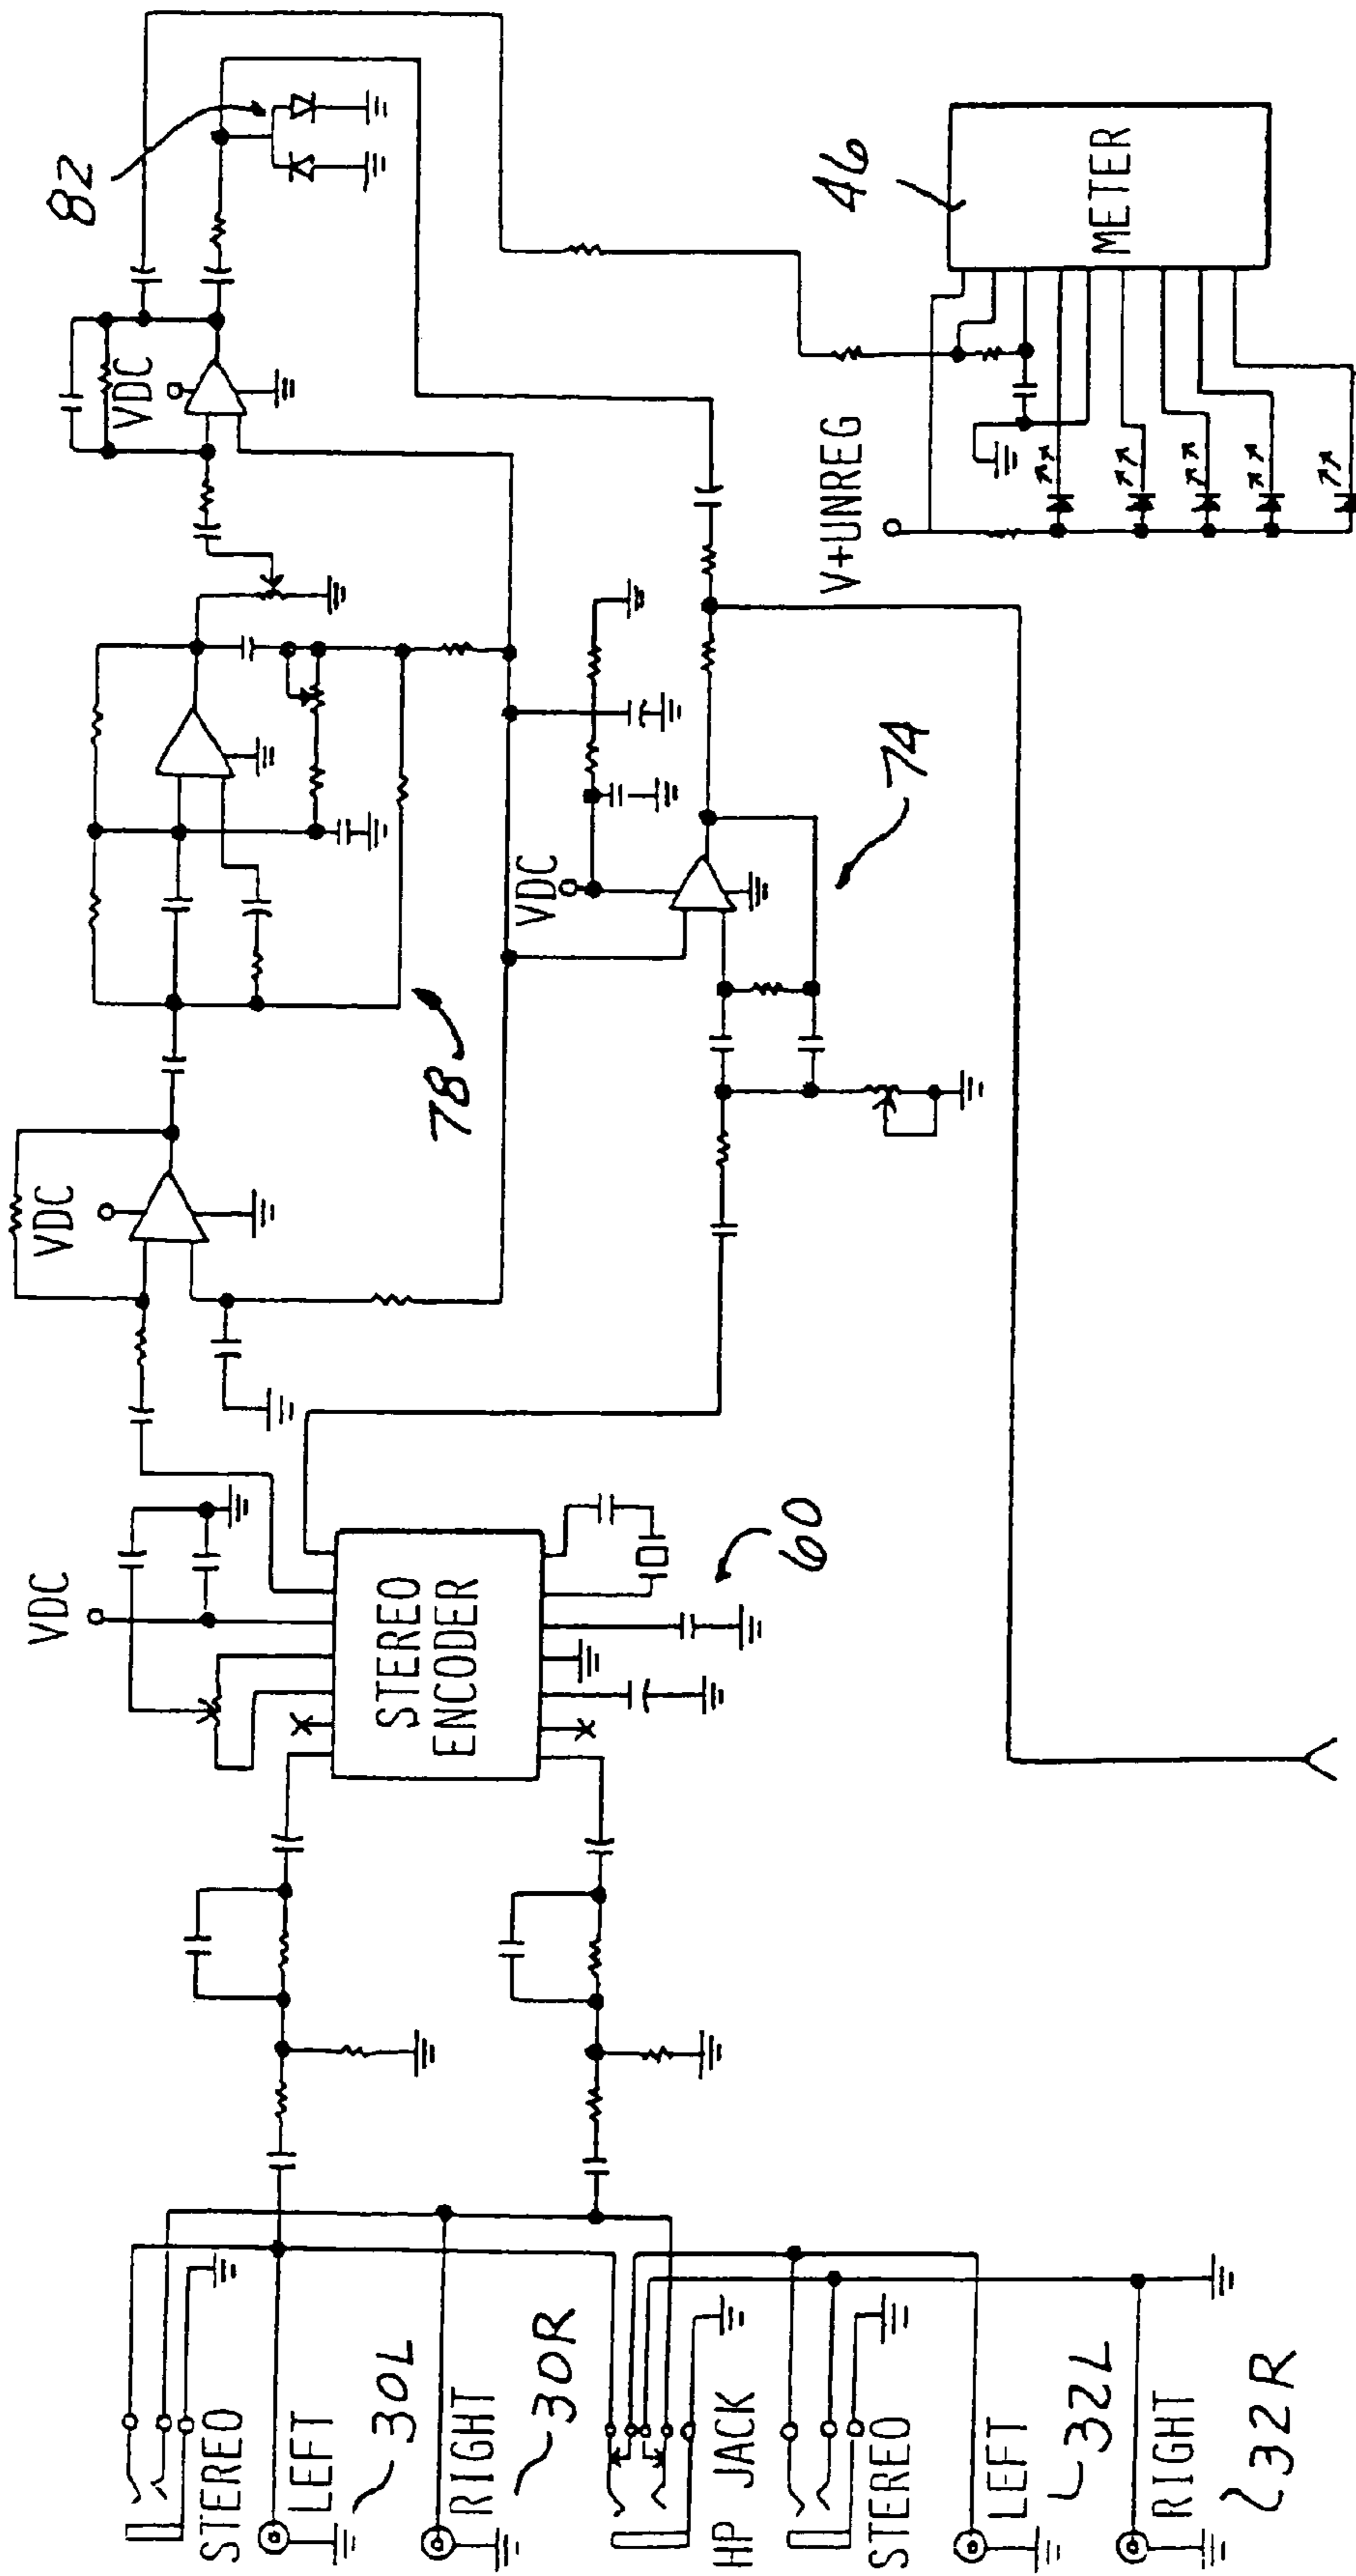 STEREO
LEFT
30L
RIGHT
30R
HP JACK
STEREO
LEFT
32L
RIGHT
32R
VDC
STEREO
ENCODER
60
VDC
78
VDC
74
VDC
82
V+UNREG
METER
46